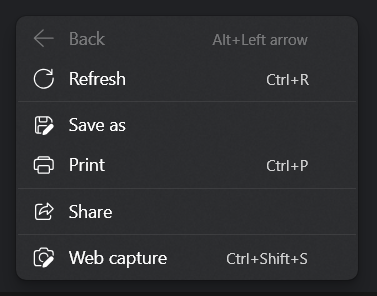 Back Alt+Left arrow
Refresh Ctrl+R
Save as
Print Ctrl+P
Share
Web capture Ctrl+Shift+S